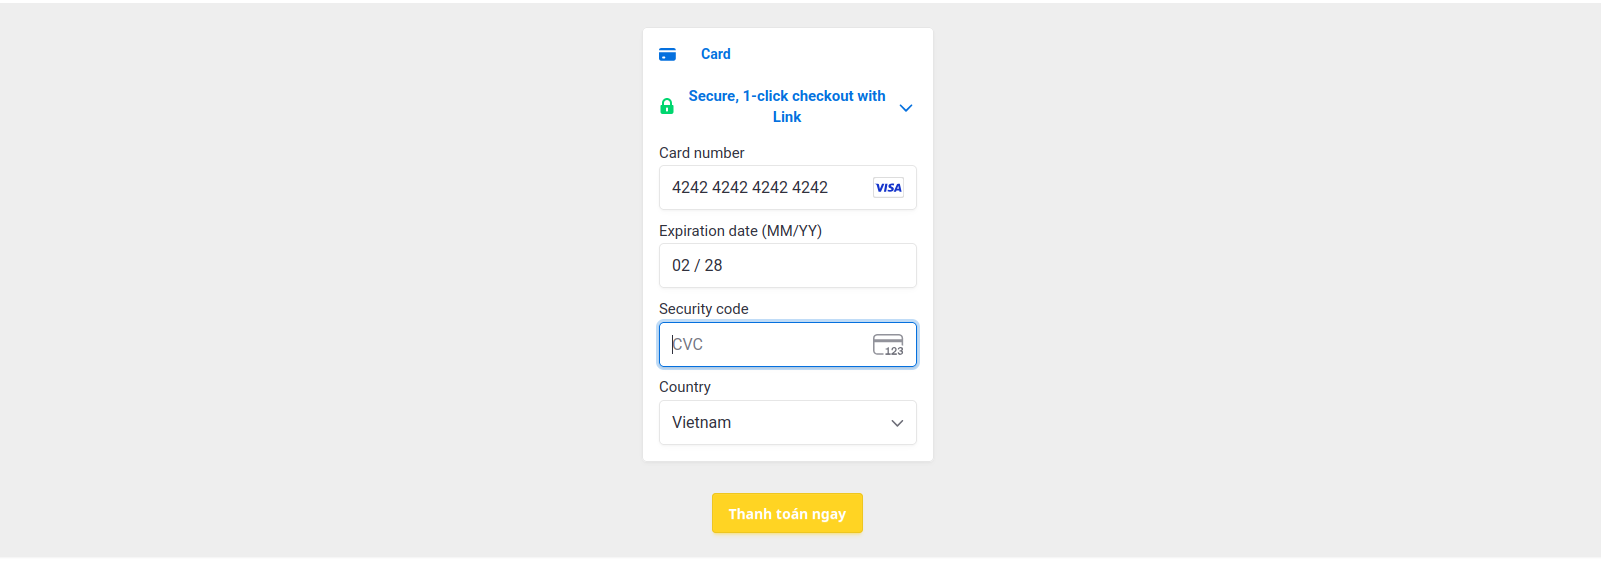 Card
Secure, 1-click checkout with
Link
Card number
4242 4242 4242 4242
VISA
Expiration date (MM/YY)
02 / 28
Security code
CVC
123
Country
Vietnam
Thanh toán ngay